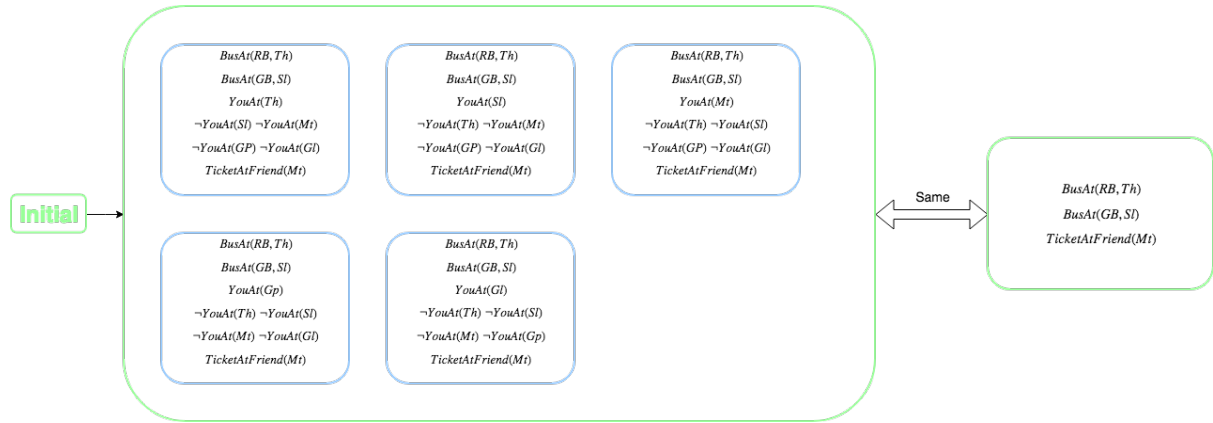 BusAt(RB, Th)
BusAt(GB, Sl)
YouAt(Th)
¬YouAt(Sl) ¬YouAt(Mt)
¬YouAt(GP) ¬YouAt(Gl)
TicketAtFriend(Mt)
BusAt(RB, Th)
BusAt(GB, Sl)
YouAt(Sl)
¬YouAt(Th) ¬YouAt(Mt)
¬YouAt(GP) ¬YouAt(Gl)
TicketAtFriend(Mt)
BusAt(RB, Th)
BusAt(GB, Sl)
YouAt(Mt)
¬YouAt(Th) ¬YouAt(Sl)
¬YouAt(GP) ¬YouAt(Gl)
TicketAtFriend(Mt)
Initial
BusAt(RB, Th)
BusAt(GB, Sl)
YouAt(Gp)
¬YouAt(Th) ¬YouAt(Sl)
¬YouAt(Mt) ¬YouAt(Gl)
TicketAtFriend(Mt)
BusAt(RB, Th)
BusAt(GB, Sl)
YouAt(Gl)
¬YouAt(Th) ¬YouAt(Sl)
¬YouAt(Mt) ¬YouAt(Gp)
TicketAtFriend(Mt)
Same
BusAt(RB, Th)
BusAt(GB, Sl)
TicketAtFriend(Mt)